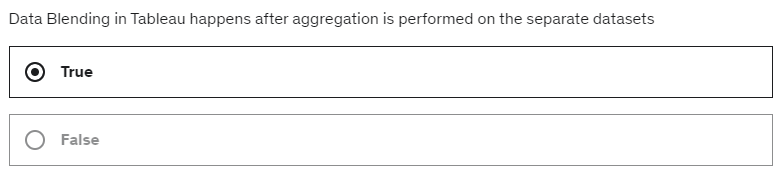 Data Blending in Tableau happens after aggregation is performed on the separate datasets
True
False